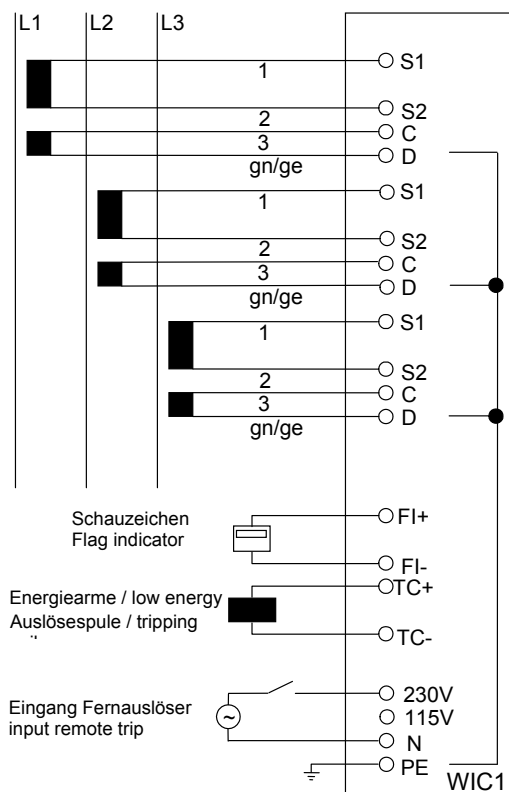 L1 L2 L3
1 S1
2 S2
3 C
gn/ge D
1 S1
2 S2
3 C
gn/ge D
1 S1
2 S2
3 C
gn/ge D
Schauzeichen FI+
Flag indicator
FI-
Energiearme / low energy TC+
Auslösespule / tripping
TC-
230V
Eingang Fernauslöser 115V
input remote trip N
PE
WIC1